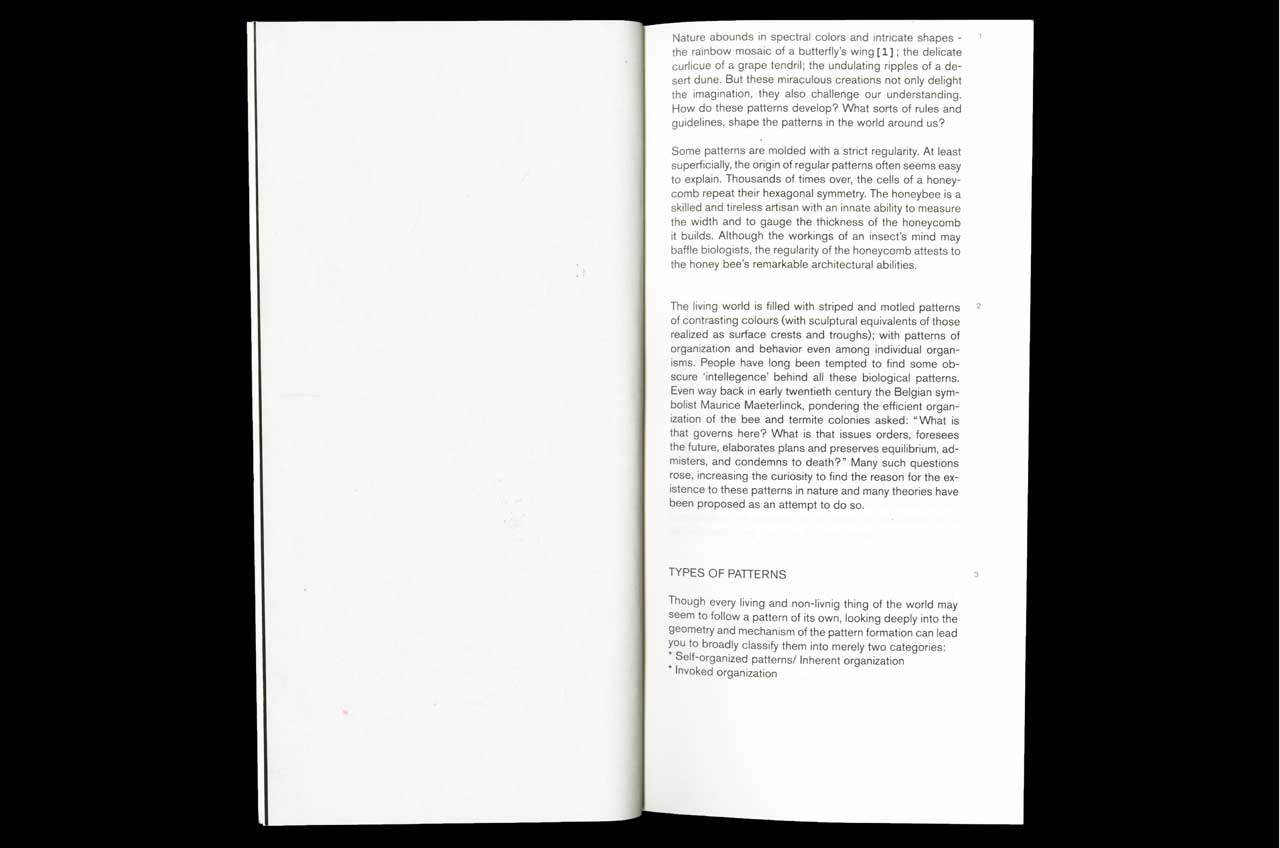 Nature abounds in spectral colors and intricate shapes - 1
the rainbow mosaic of a butterfly's wing[1]; the delicate
curlicue of a grape tendril; the undulating ripples of a de-
sert dune. But these miraculous creations not only delight
the imagination, they also challenge our understanding.
How do these patterns develop? What sorts of rules and
guidelines, shape the patterns in the world around us?
Some patterns are molded with a strict regularity. At least
superficially, the origin of regular patterns often seems easy
to explain. Thousands of times over, the cells of a honey-
comb repeat their hexagonal symmetry. The honeybee is a
skilled and tireless artisan with an innate ability to measure
the width and to gauge the thickness of the honeycomb
it builds. Although the workings of an insect's mind may
baffle biologists, the regularity of the honeycomb attests to
the honey bee's remarkable architectural abilities.
The living world is filled with striped and motled patterns 2
of contrasting colours (with sculptural equivalents of those
realized as surface crests and troughs); with patterns of
organization and behavior even among individual organ-
isms. People have long been tempted to find some ob-
scure 'intellegence' behind all these biological patterns.
Even way back in early twentieth century the Belgian sym-
bolist Maurice Maeterlinck, pondering the efficient organ-
ization of the bee and termite colonies asked: "What is
that governs here? What is that issues orders, foresees
the future, elaborates plans and preserves equilibrium, ad-
misters, and condemns to death?" Many such questions
rose, increasing the curiosity to find the reason for the ex-
istence to these patterns in nature and many theories have
been proposed as an attempt to do so.
TYPES OF PATTERNS 3
Though every living and non-livnig thing of the world may
seem to follow a pattern of its own, looking deeply into the
geometry and mechanism of the pattern formation can lead
you to broadly classify them into merely two categories:
* Self-organized patterns/ Inherent organization
* Invoked organization